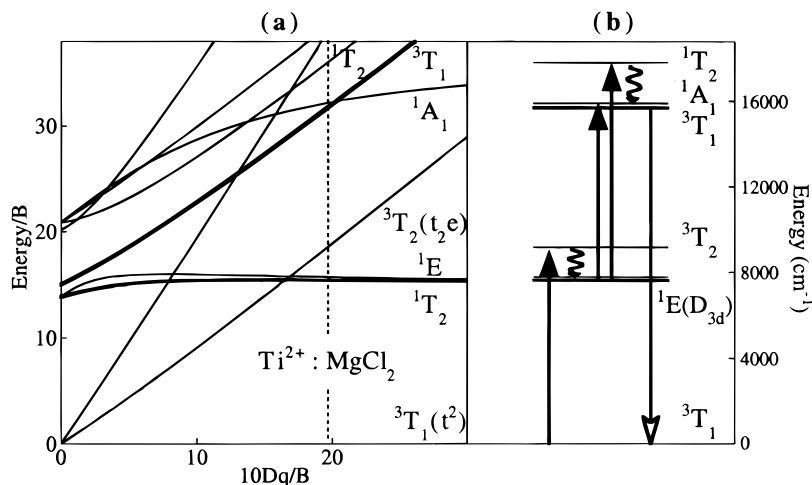 (a)
(b)
¹T₂
³T₁
¹A₁
³T₂(t₂e)
¹E
¹T₂
Ti²⁺ : MgCl₂
³T₁(t²)
Energy/B
30
20
10
0
0
10
20
10Dq/B
¹T₂
¹A₁
³T₁
³T₂
¹E(D₃d)
³T₁
16000
12000
8000
4000
0
Energy (cm⁻¹)